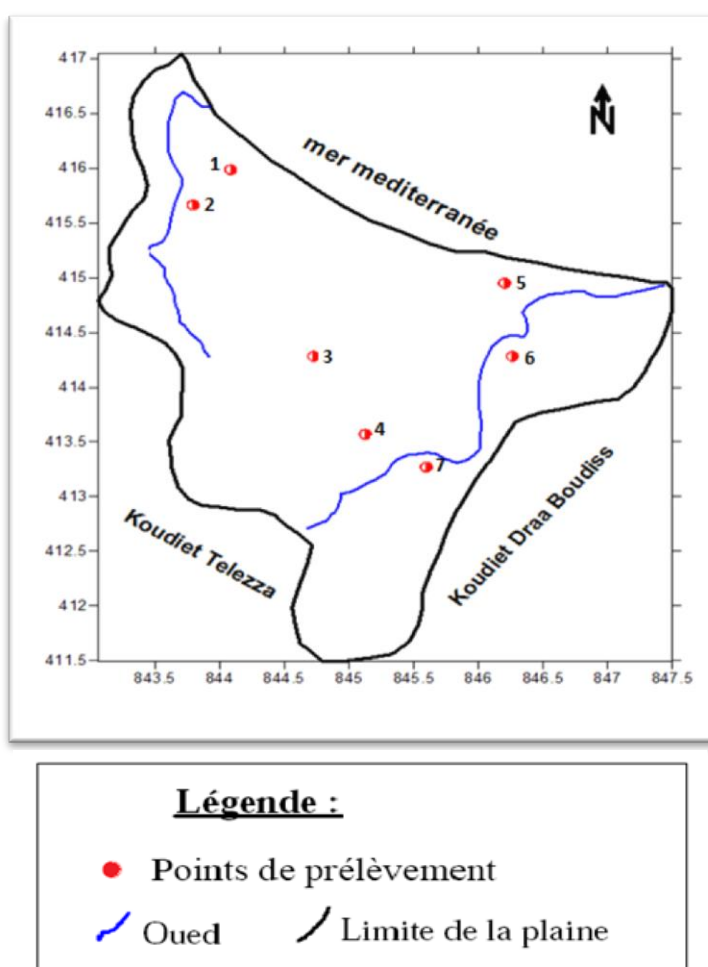 417
416.5
416
415.5
415
414.5
414
413.5
413
412.5
412
411.5
843.5 844 844.5 845 845.5 846 846.5 847 847.5
N
mer mediterranée
1
2
3
4
5
6
7
Koudiet Telezza
Koudiet Draa Boudiss
Légende :
Points de prélèvement
Oued
Limite de la plaine